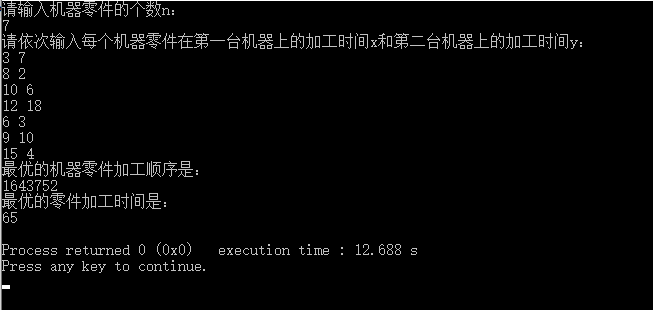 请输入机器零件的个数n：
7
请依次输入每个机器零件在第一台机器上的加工时间x和第二台机器上的加工时间y：
3 7
8 2
10 6
12 18
6 3
9 10
15 4
最优的机器零件加工顺序是：
1643752
最优的零件加工时间是：
65
Process returned 0 (0x0)   execution time : 12.688 s
Press any key to continue.